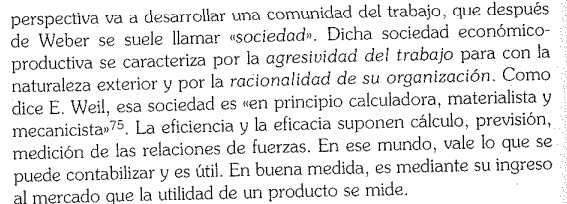 perspectiva va a desarrollar una comunidad del trabajo, que después
de Weber se suele llamar «sociedad». Dicha sociedad económico-
productiva se caracteriza por la agresividad del trabajo para con la
naturaleza exterior y por la racionalidad de su organización. Como
dice E. Weil, esa sociedad es «en principio calculadora, materialista y
mecanicista»75. La eficiencia y la eficacia suponen cálculo, previsión,
medición de las relaciones de fuerzas. En ese mundo, vale lo que se
puede contabilizar y es útil. En buena medida, es mediante su ingreso
al mercado que la utilidad de un producto se mide.